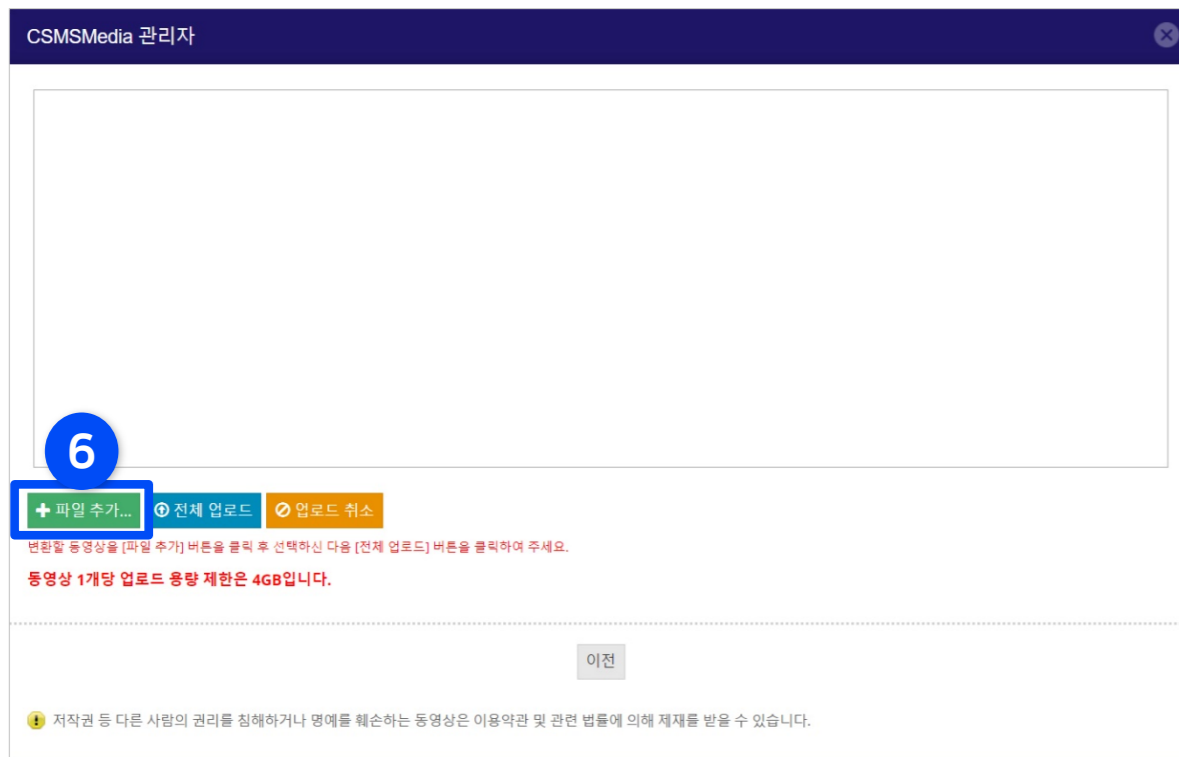 CSMSMedia 관리자
6
파일 추가... 전체 업로드 업로드 취소
변환할 동영상을 [파일 추가] 버튼을 클릭 후 선택하신 다음 [전체 업로드] 버튼을 클릭하여 주세요.
동영상 1개당 업로드 용량 제한은 4GB입니다.
이전
저작권 등 다른 사람의 권리를 침해하거나 명예를 훼손하는 동영상은 이용약관 및 관련 법률에 의해 제재를 받을 수 있습니다.